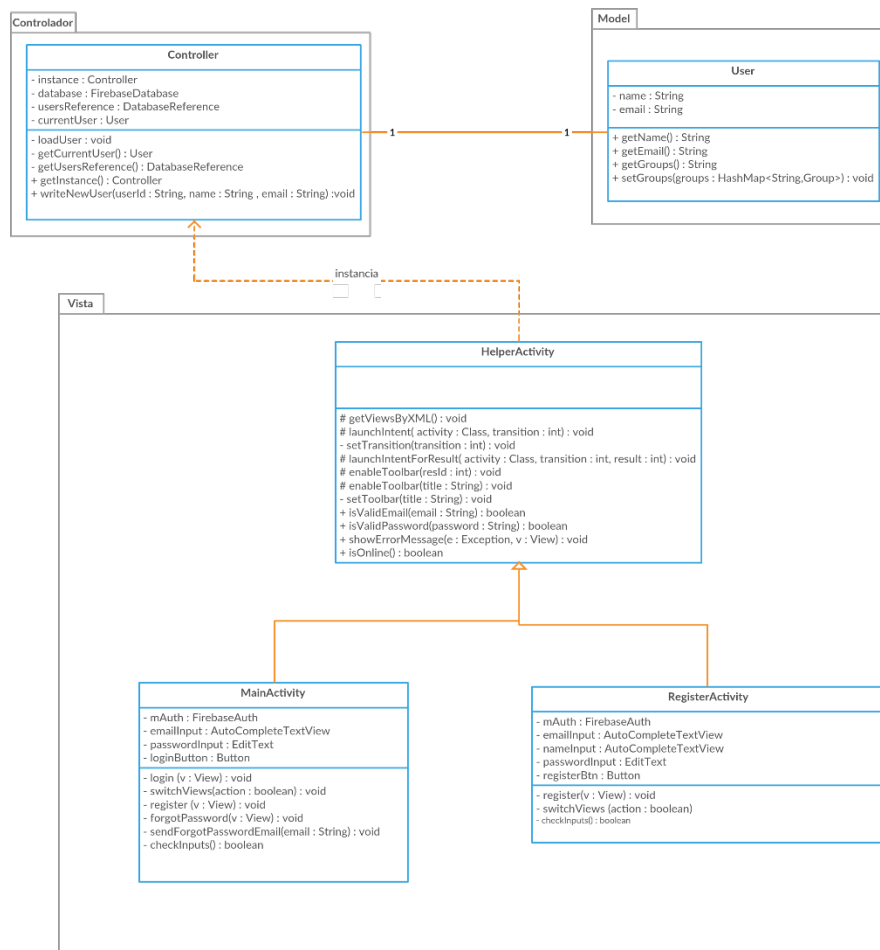 Controlador
Controller
- instance : Controller
- database : FirebaseDatabase
- usersReference : DatabaseReference
- currentUser : User
- loadUser : void
- getCurrentUser() : User
- getUsersReference() : DatabaseReference
+ getInstance() : Controller
+ writeNewUser(userId : String, name : String , email : String) :void
1
1
Model
User
- name : String
- email : String
+ getName() : String
+ getEmail() : String
+ getGroups() : String
+ setGroups(groups : HashMap<String,Group>) : void
instancia
Vista
HelperActivity
# getViewsByXML() : void
# launchIntent( activity : Class, transition : int) : void
- setTransition(transition : int) : void
# launchIntentForResult( activity : Class, transition : int, result : int) : void
# enableToolbar(resId : int) : void
# enableToolbar(title : String) : void
- setToolbar(title : String) : void
+ isValidEmail(email : String) : boolean
+ isValidPassword(password : String) : boolean
+ showErrorMessage(e : Exception, v : View) : void
+ isOnline() : boolean
MainActivity
- mAuth : FirebaseAuth
- emailInput : AutoCompleteTextView
- passwordInput : EditText
- loginButton : Button
- login (v : View) : void
- switchViews(action : boolean) : void
- register (v : View) : void
- forgotPassword(v : View) : void
- sendForgotPasswordEmail(email : String) : void
- checkInputs() : boolean
RegisterActivity
- mAuth : FirebaseAuth
- emailInput : AutoCompleteTextView
- nameInput : AutoCompleteTextView
- passwordInput : EditText
- registerBtn : Button
- register(v : View) : void
- switchViews (action : boolean)
- checkInputs() : boolean